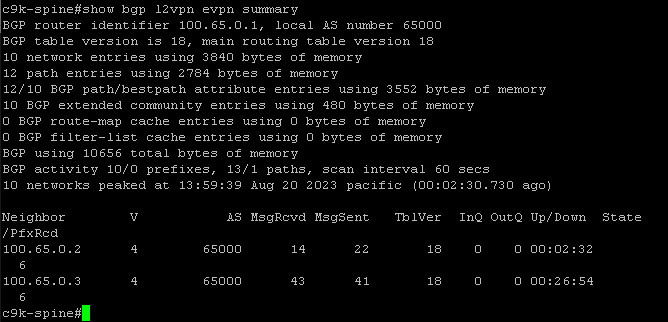 c9k-spine#show bgp l2vpn evpn summary
BGP router identifier 100.65.0.1, local AS number 65000
BGP table version is 18, main routing table version 18
10 network entries using 3840 bytes of memory
12 path entries using 2784 bytes of memory
12/10 BGP path/bestpath attribute entries using 3552 bytes of memory
10 BGP extended community entries using 480 bytes of memory
0 BGP route-map cache entries using 0 bytes of memory
0 BGP filter-list cache entries using 0 bytes of memory
BGP using 10656 total bytes of memory
BGP activity 10/0 prefixes, 13/1 paths, scan interval 60 secs
10 networks peaked at 13:59:39 Aug 20 2023 pacific (00:02:30.730 ago)

Neighbor        V           AS MsgRcvd MsgSent   TblVer  InQ OutQ Up/Down  State
/PfxRcd
100.65.0.2      4        65000      14      22       18    0    0 00:02:32
  6
100.65.0.3      4        65000      43      41       18    0    0 00:26:54
  6
c9k-spine#